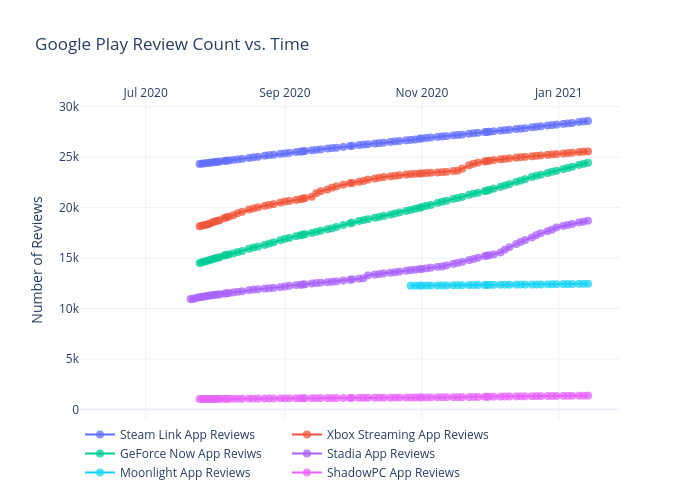 Google Play Review Count vs. Time
Jul 2020 Sep 2020 Nov 2020 Jan 2021
30k
25k
20k
15k
10k
5k
0
Number of Reviews
Steam Link App Reviews Xbox Streaming App Reviews
GeForce Now App Reviws Stadia App Reviews
Moonlight App Reviews ShadowPC App Reviews